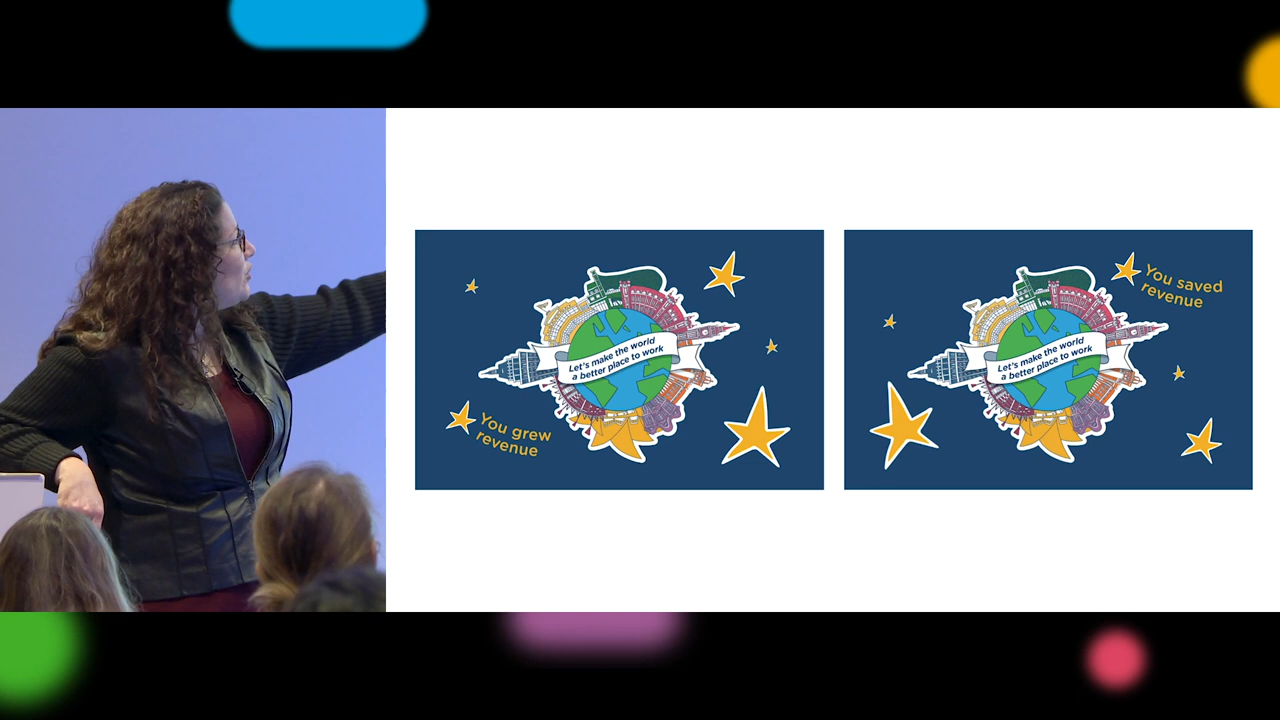 Let's make the world
a better place to work
You grew
revenue
Let's make the world
a better place to work
You saved
revenue